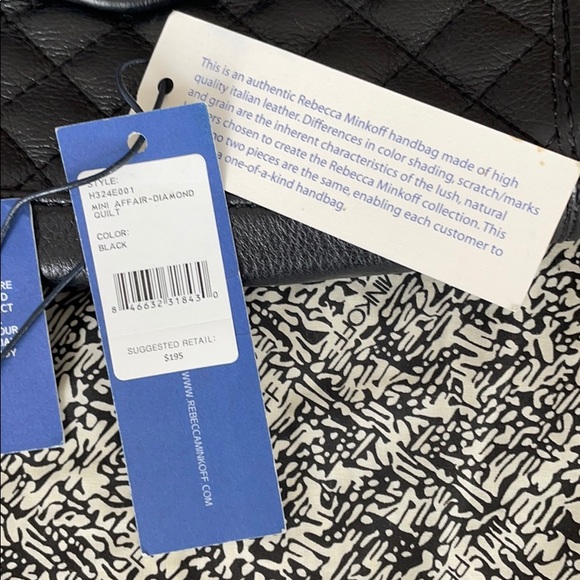 This is an authentic Rebecca Minkoff handbag made of high
quality italian leather. Differences in color shading, scratch/marks
and grain are the inherent characteristics of the lush, natural
chosen to create the Rebecca Minkoff collection. This
no two pieces are the same, enabling each customer to
a one-of-a-kind handbag.
STYLE:
H324E001
MINI AFFAIR-DIAMOND
QUILT
COLOR:
BLACK
8 46632 31843 0
SUGGESTED RETAIL:
$195
WWW.REBECCAMINKOFF.COM